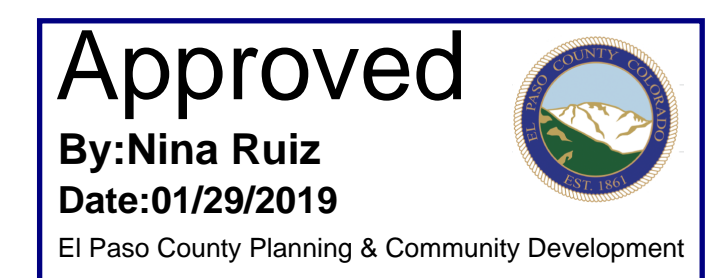 Approved
By:Nina Ruiz
Date:01/29/2019
El Paso County Planning & Community Development
EL PASO COUNTY COLORADO
EST. 1861